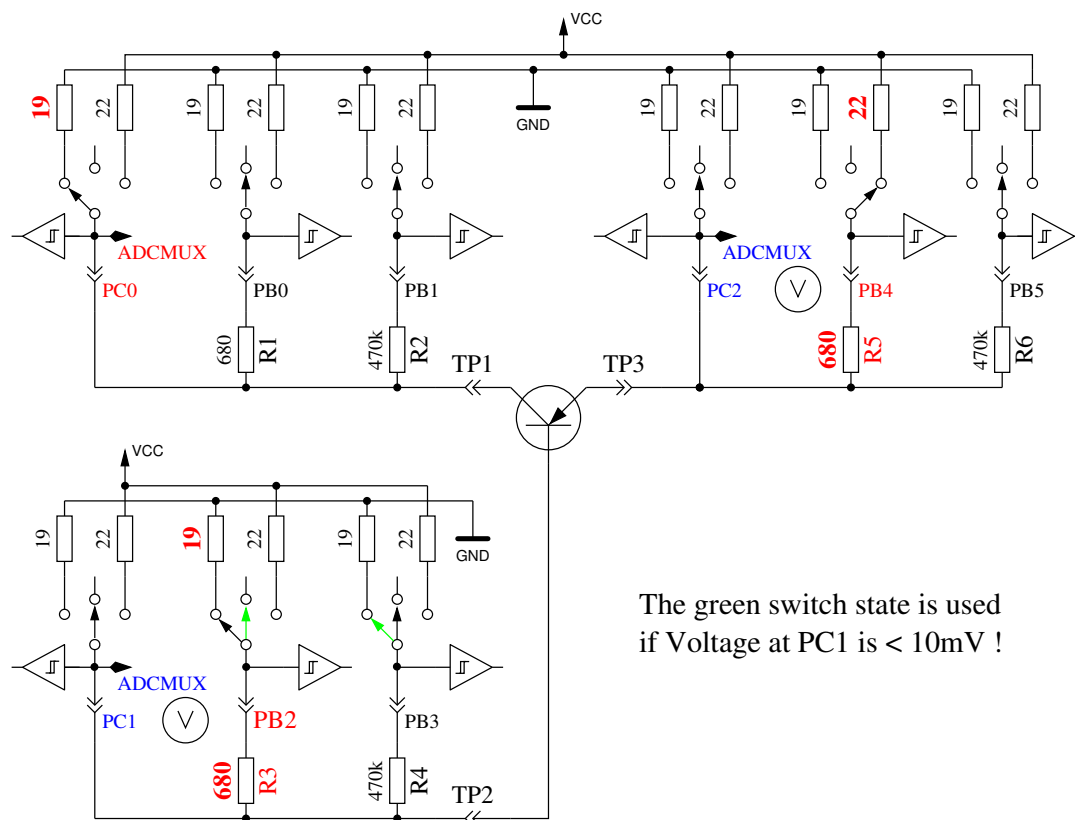 VCC
19
22
19
22
19
22
GND
19
22
19
22
19
22
ADCMUX
PC0
PB0
PB1
ADCMUX
PC2
V
PB4
PB5
680
R1
470k
R2
680
R5
470k
R6
TP1
TP3
VCC
19
22
19
22
19
22
GND
The green switch state is used
if Voltage at PC1 is < 10mV !
ADCMUX
PC1
V
PB2
PB3
680
R3
470k
R4
TP2